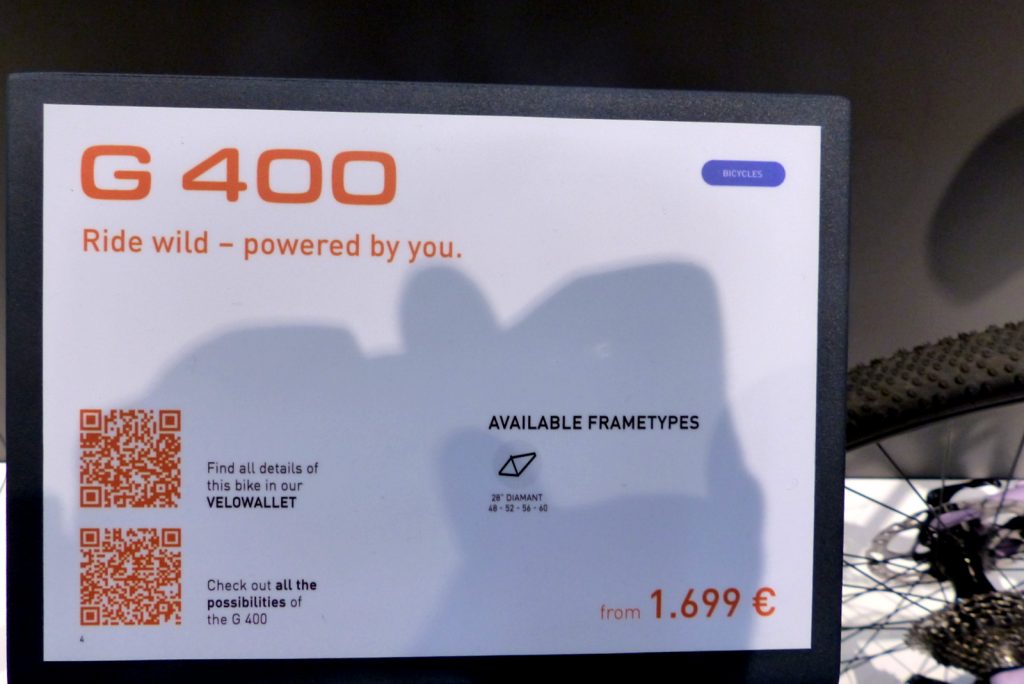 G 400
BICYCLES
Ride wild – powered by you.
Find all details of
this bike in our
VELOWALLET
AVAILABLE FRAMETYPES
28" DIAMANT
48 - 52 - 56 - 60
Check out all the
possibilities of
the G 400
from 1.699 €
4